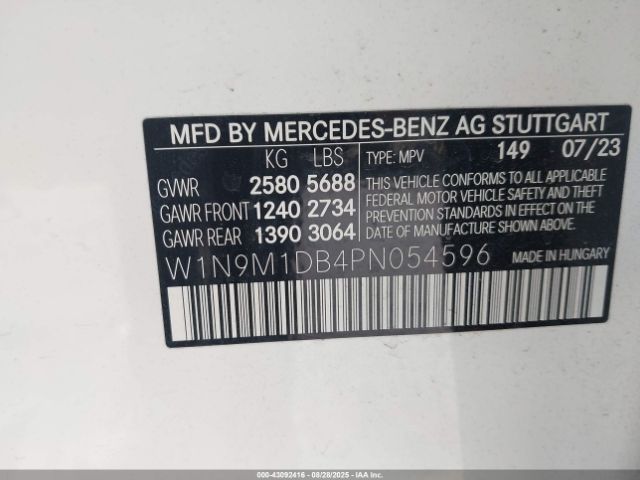 MFD BY MERCEDES-BENZ AG STUTTGART
KG LBS
GVWR 2580 5688
GAWR FRONT 1240 2734
GAWR REAR 1390 3064
TYPE: MPV 149 07/23
THIS VEHICLE CONFORMS TO ALL APPLICABLE
FEDERAL MOTOR VEHICLE SAFETY AND THEFT
PREVENTION STANDARDS IN EFFECT ON THE
DATE OF MANUFACTURE SHOWN ABOVE.
W1N9M1DB4PN054596 MADE IN HUNGARY
000-43092416 | 08/28/2025 - Copyright IAA, Inc.